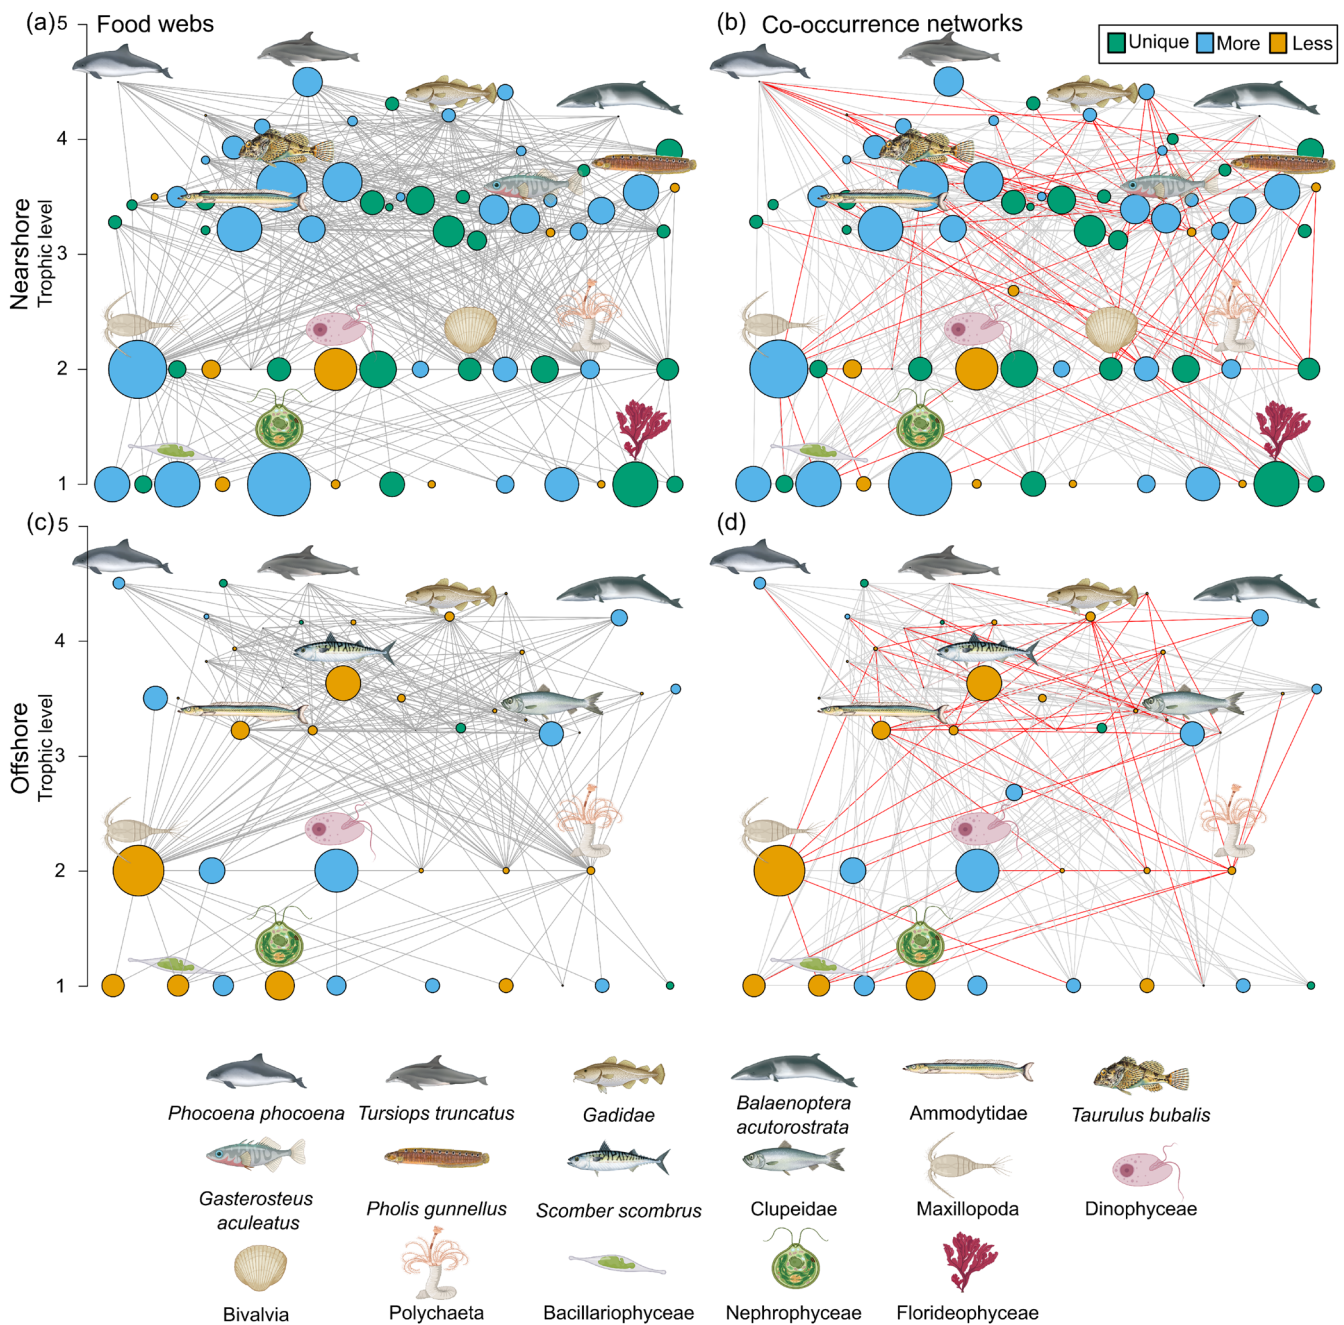 (a) Food webs
(b) Co-occurrence networks
Unique More Less
5
4
3
2
1
Nearshore
Trophic level
(c)
(d)
5
4
3
2
1
Offshore
Trophic level
Phocoena phocoena
Tursiops truncatus
Gadidae
Balaenoptera
acutorostrata
Ammodytidae
Taurulus bubalis
Gasterosteus
aculeatus
Pholis gunnellus
Scomber scombrus
Clupeidae
Maxillopoda
Dinophyceae
Bivalvia
Polychaeta
Bacillariophyceae
Nephrophyceae
Florideophyceae